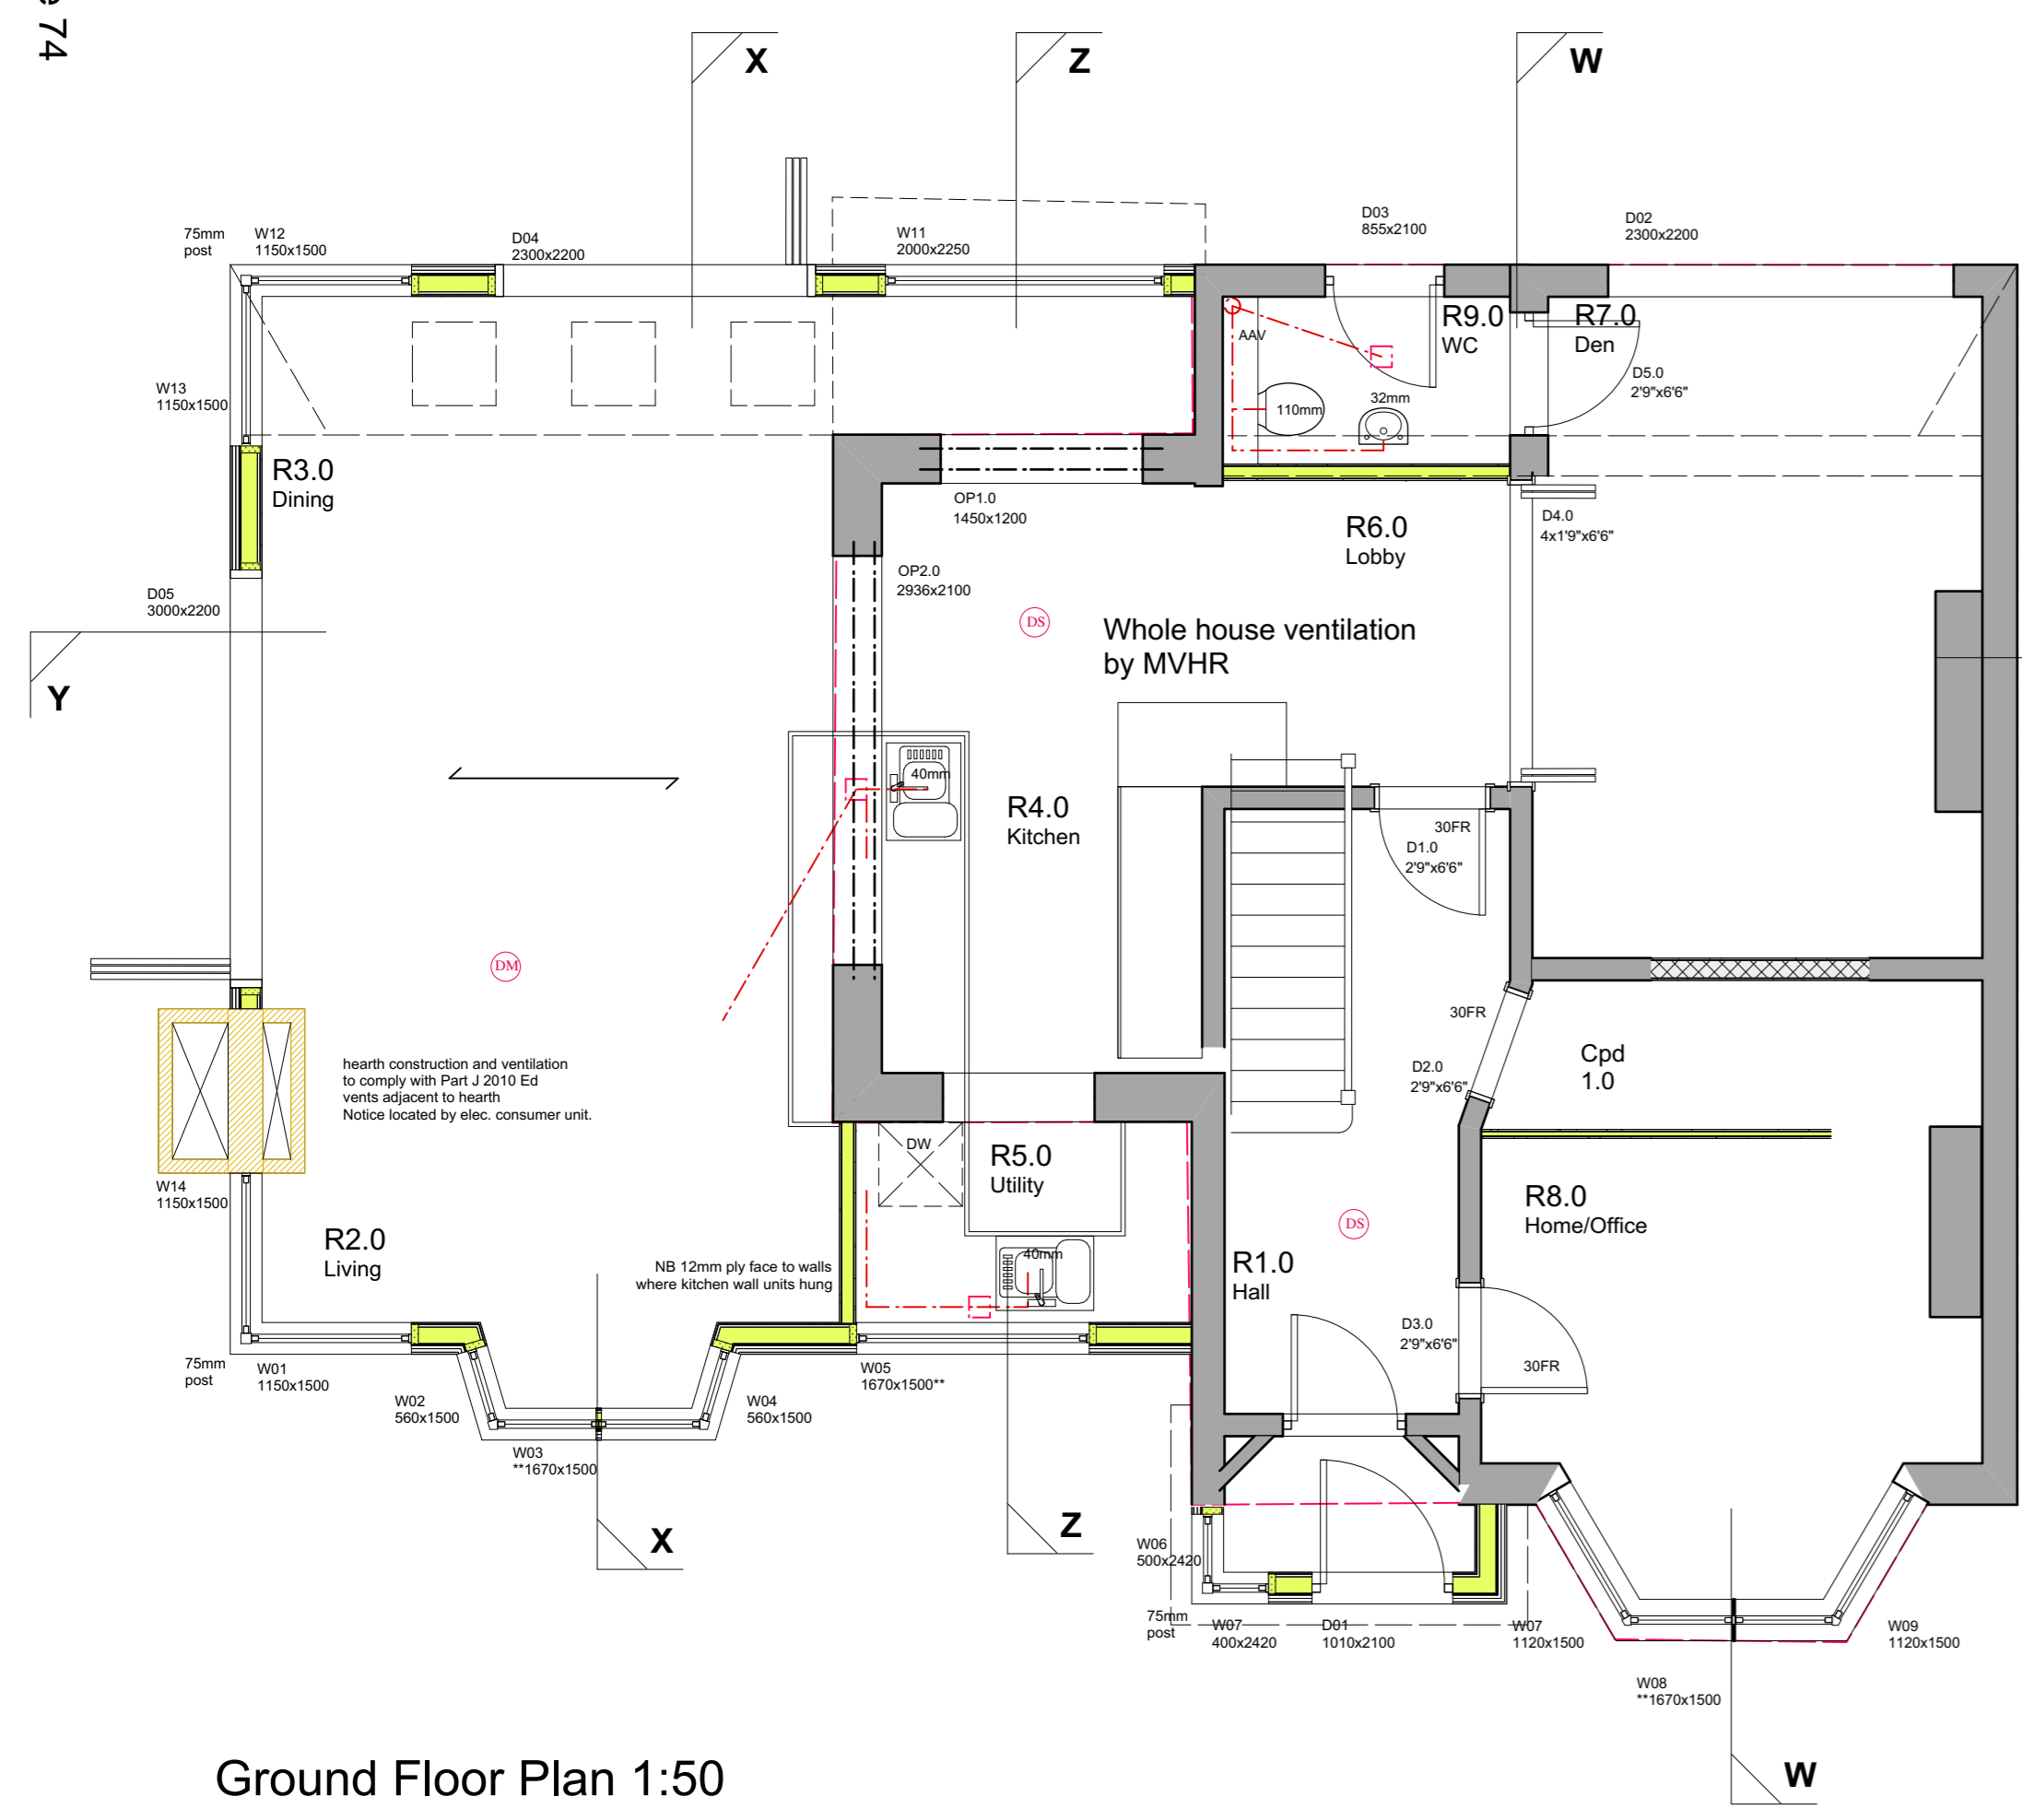 e 74
X
Z
W
D03
855x2100
D02
2300x2200
75mm
post
W12
1150x1500
D04
2300x2200
W11
2000x2250
R9.0
WC
R7.0
Den
AAV
D5.0
2'9"x6'6"
W13
1150x1500
110mm
32mm
R3.0
Dining
OP1.0
1450x1200
R6.0
Lobby
D4.0
4x1'9"x6'6"
OP2.0
2936x2100
D05
3000x2200
DS
Whole house ventilation
by MVHR
Y
40mm
R4.0
Kitchen
30FR
D1.0
2'9"x6'6"
DM
30FR
hearth construction and ventilation
to comply with Part J 2010 Ed
vents adjacent to hearth
Notice located by elec. consumer unit.
D2.0
2'9"x6'6"
Cpd
1.0
DW
R5.0
Utility
W14
1150x1500
R8.0
Home/Office
DS
R2.0
Living
NB 12mm ply face to walls
where kitchen wall units hung
40mm
R1.0
Hall
D3.0
2'9"x6'6"
30FR
75mm
post
W01
1150x1500
W02
560x1500
W03
**1670x1500
W04
560x1500
W05
1670x1500**
X
Z
W06
500x2420
75mm
post
W07
400x2420
D01
1010x2100
W07
1120x1500
W09
1120x1500
W08
**1670x1500
W
Ground Floor Plan 1:50